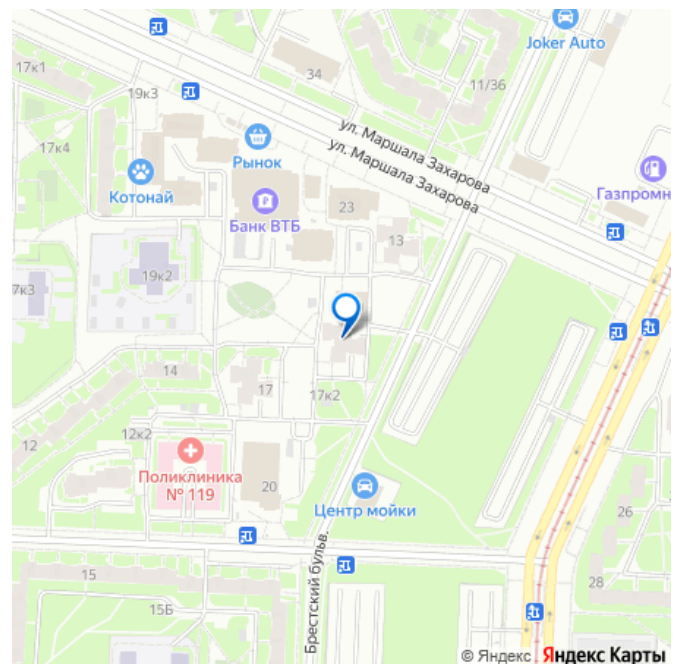 Joker Auto
17к1
34
11/36
19к3
ул. Маршала Захарова
ул. Маршала Захарова
17к4
Рынок
Котонай
Газпромн
Банк ВТБ
23
13
19к2
7к3
14
17
17к2
12
12к2
Поликлиника
№ 119
20
Центр мойки
26
Брестский бульв.
15
28
15Б
© Яндекс Яндекс Карты